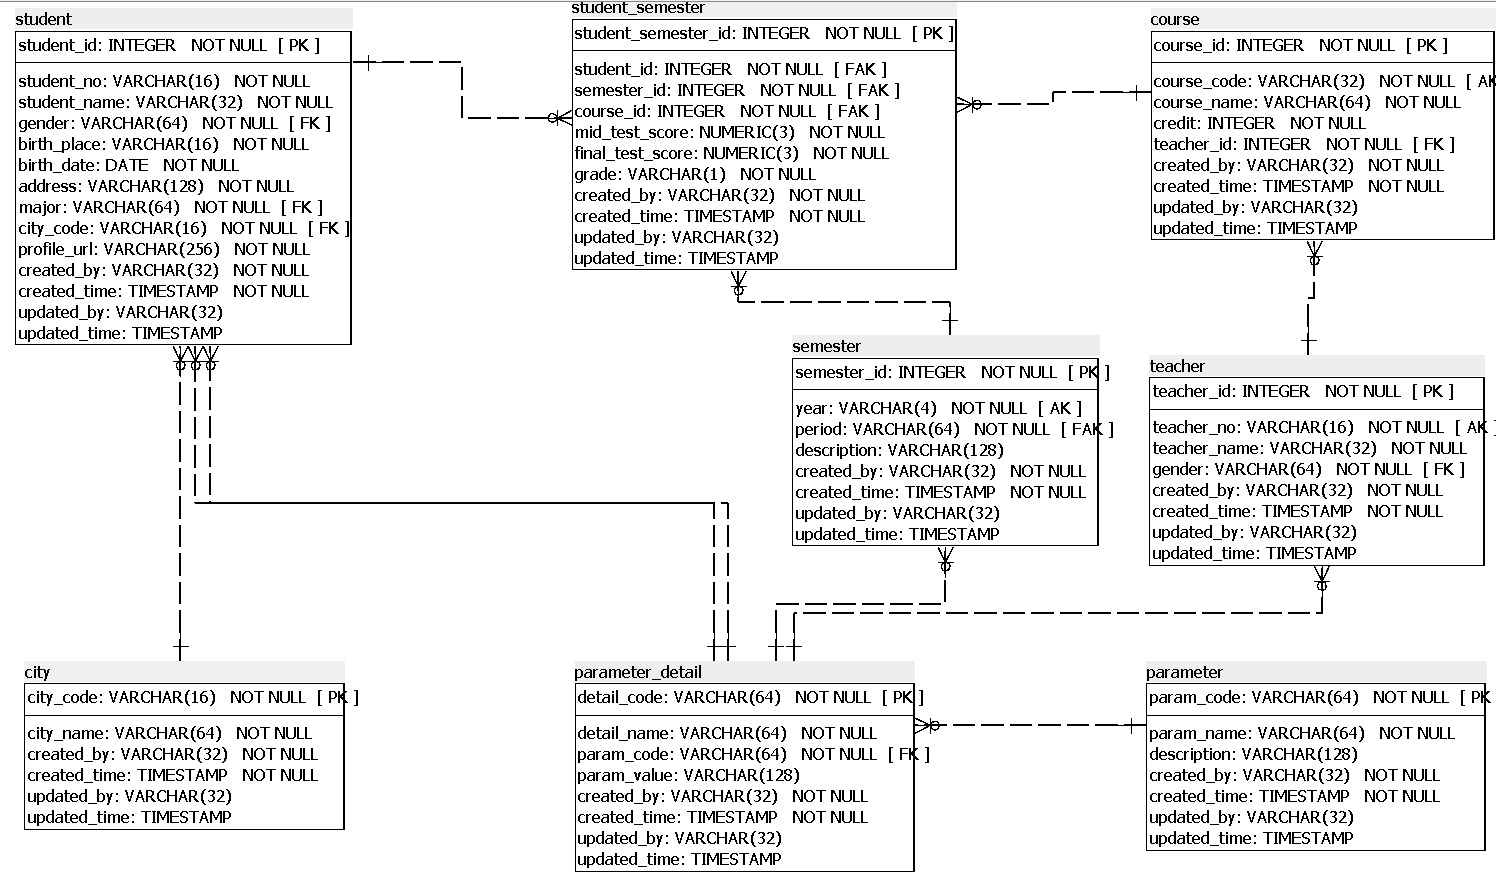 student
student_id: INTEGER NOT NULL [ PK ]
student_no: VARCHAR(16) NOT NULL
student_name: VARCHAR(32) NOT NULL
gender: VARCHAR(64) NOT NULL [ FK ]
birth_place: VARCHAR(16) NOT NULL
birth_date: DATE NOT NULL
address: VARCHAR(128) NOT NULL
major: VARCHAR(64) NOT NULL [ FK ]
city_code: VARCHAR(16) NOT NULL [ FK ]
profile_url: VARCHAR(256) NOT NULL
created_by: VARCHAR(32) NOT NULL
created_time: TIMESTAMP NOT NULL
updated_by: VARCHAR(32)
updated_time: TIMESTAMP
student_semester
student_semester_id: INTEGER NOT NULL [ PK ]
student_id: INTEGER NOT NULL [ FAK ]
semester_id: INTEGER NOT NULL [ FAK ]
course_id: INTEGER NOT NULL [ FAK ]
mid_test_score: NUMERIC(3) NOT NULL
final_test_score: NUMERIC(3) NOT NULL
grade: VARCHAR(1) NOT NULL
created_by: VARCHAR(32) NOT NULL
created_time: TIMESTAMP NOT NULL
updated_by: VARCHAR(32)
updated_time: TIMESTAMP
course
course_id: INTEGER NOT NULL [ PK ]
course_code: VARCHAR(32) NOT NULL [ AK
course_name: VARCHAR(64) NOT NULL
credit: INTEGER NOT NULL
teacher_id: INTEGER NOT NULL [ FK ]
created_by: VARCHAR(32) NOT NULL
created_time: TIMESTAMP NOT NULL
updated_by: VARCHAR(32)
updated_time: TIMESTAMP
semester
semester_id: INTEGER NOT NULL [ PK ]
year: VARCHAR(4) NOT NULL [ AK ]
period: VARCHAR(64) NOT NULL [ FAK ]
description: VARCHAR(128)
created_by: VARCHAR(32) NOT NULL
created_time: TIMESTAMP NOT NULL
updated_by: VARCHAR(32)
updated_time: TIMESTAMP
teacher
teacher_id: INTEGER NOT NULL [ PK ]
teacher_no: VARCHAR(16) NOT NULL [ AK ]
teacher_name: VARCHAR(32) NOT NULL
gender: VARCHAR(64) NOT NULL [ FK ]
created_by: VARCHAR(32) NOT NULL
created_time: TIMESTAMP NOT NULL
updated_by: VARCHAR(32)
updated_time: TIMESTAMP
city
city_code: VARCHAR(16) NOT NULL [ PK ]
city_name: VARCHAR(64) NOT NULL
created_by: VARCHAR(32) NOT NULL
created_time: TIMESTAMP NOT NULL
updated_by: VARCHAR(32)
updated_time: TIMESTAMP
parameter_detail
detail_code: VARCHAR(64) NOT NULL [ PK ]
detail_name: VARCHAR(64) NOT NULL
param_code: VARCHAR(64) NOT NULL [ FK ]
param_value: VARCHAR(128)
created_by: VARCHAR(32) NOT NULL
created_time: TIMESTAMP NOT NULL
updated_by: VARCHAR(32)
updated_time: TIMESTAMP
parameter
param_code: VARCHAR(64) NOT NULL [ PK
param_name: VARCHAR(64) NOT NULL
description: VARCHAR(128)
created_by: VARCHAR(32) NOT NULL
created_time: TIMESTAMP NOT NULL
updated_by: VARCHAR(32)
updated_time: TIMESTAMP